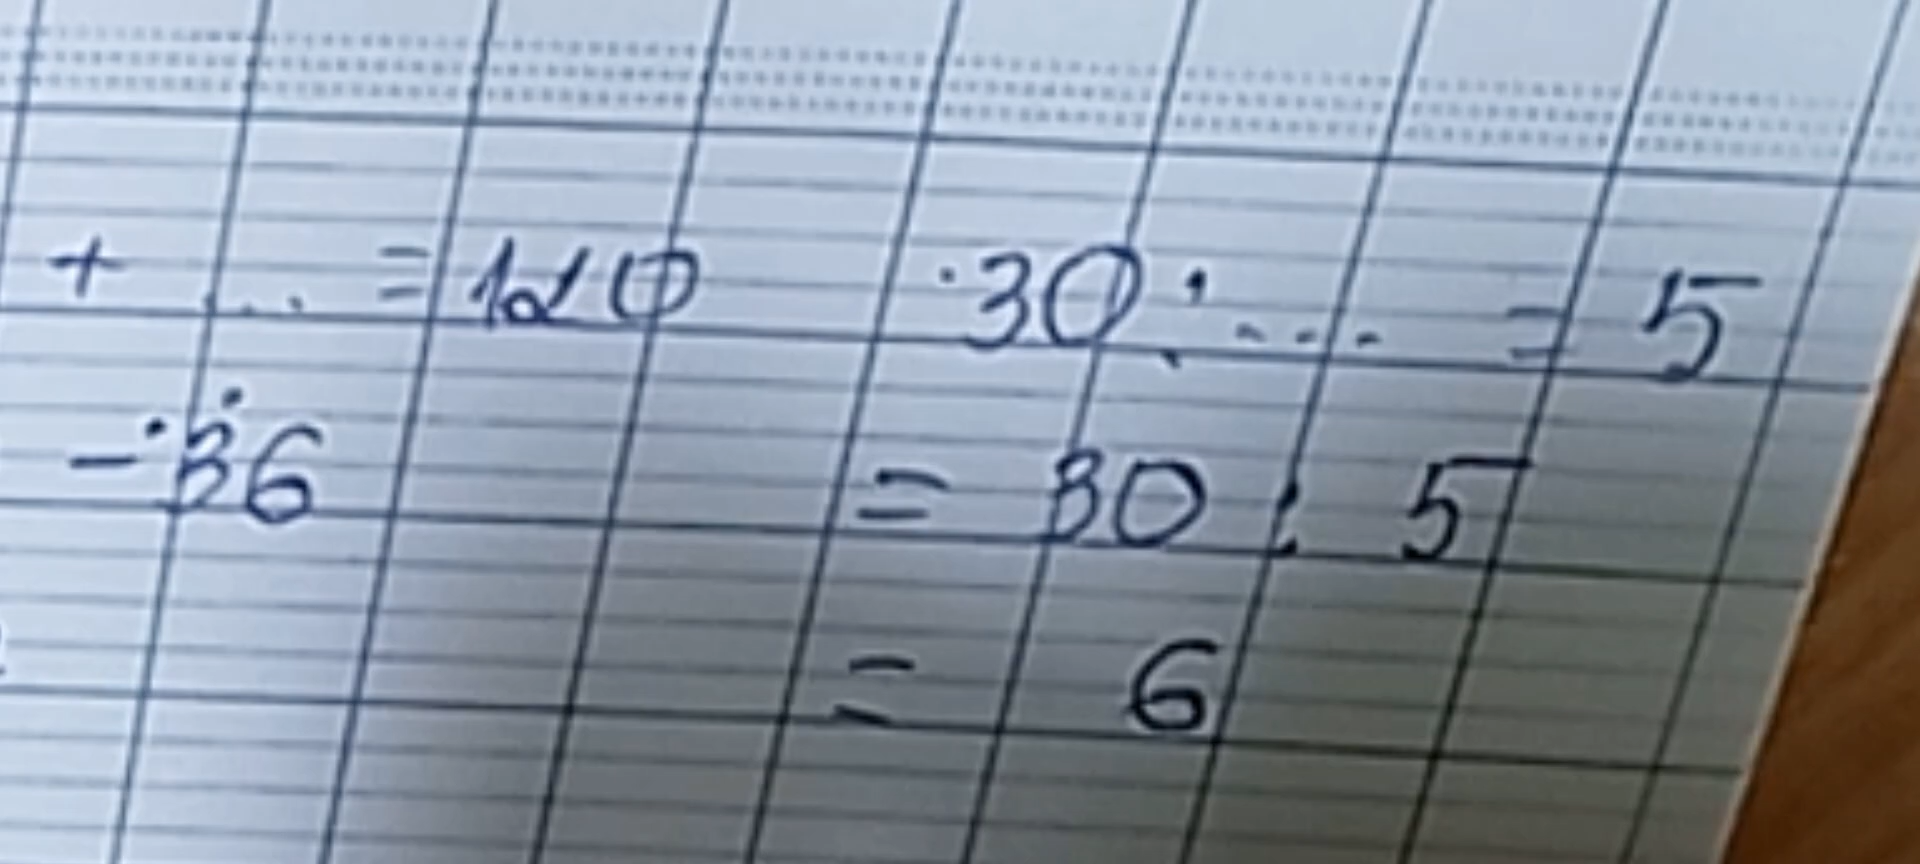 + ... = 120 30 : .... = 5
- 36 = 30 : 5
= 6